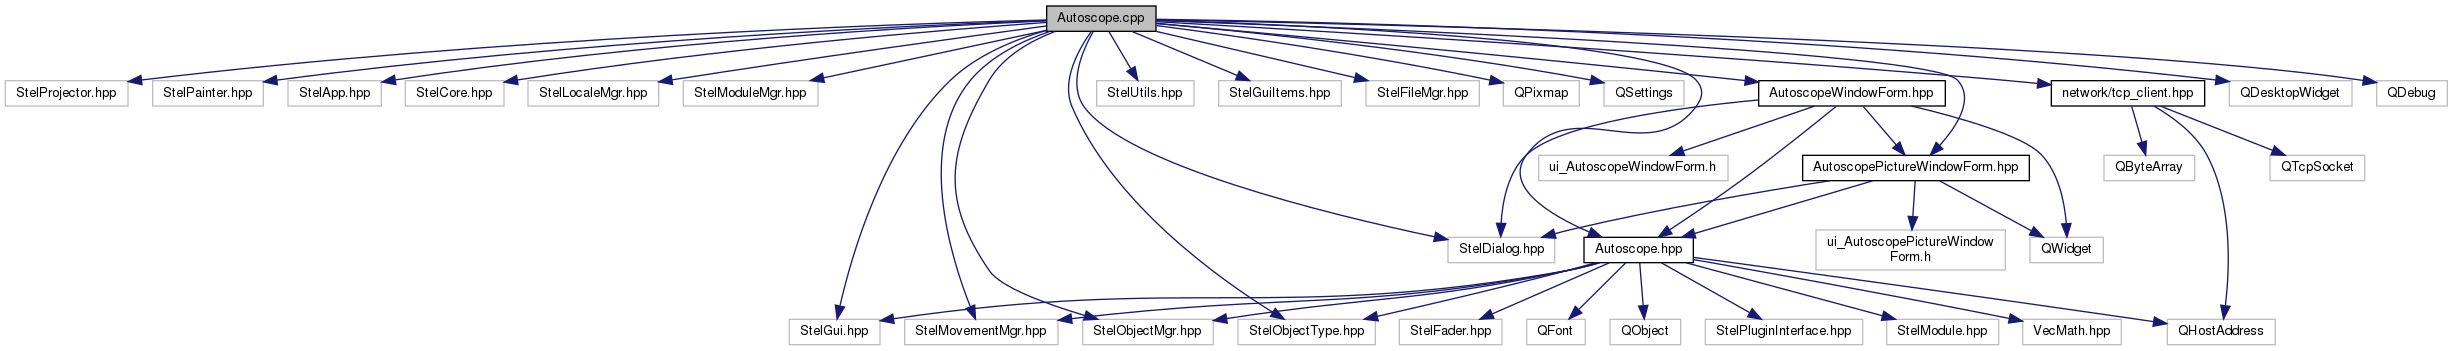 Autoscope.cpp
StelProjector.hpp
StelPainter.hpp
StelApp.hpp
StelCore.hpp
StelLocaleMgr.hpp
StelModuleMgr.hpp
StelUtils.hpp
StelGuiItems.hpp
StelFileMgr.hpp
QPixmap
QSettings
AutoscopeWindowForm.hpp
network/tcp_client.hpp
QDesktopWidget
QDebug
ui_AutoscopeWindowForm.h
AutoscopePictureWindowForm.hpp
QByteArray
QTcpSocket
StelDialog.hpp
Autoscope.hpp
ui_AutoscopePictureWindow
Form.h
QWidget
StelGui.hpp
StelMovementMgr.hpp
StelObjectMgr.hpp
StelObjectType.hpp
StelFader.hpp
QFont
QObject
StelPluginInterface.hpp
StelModule.hpp
VecMath.hpp
QHostAddress